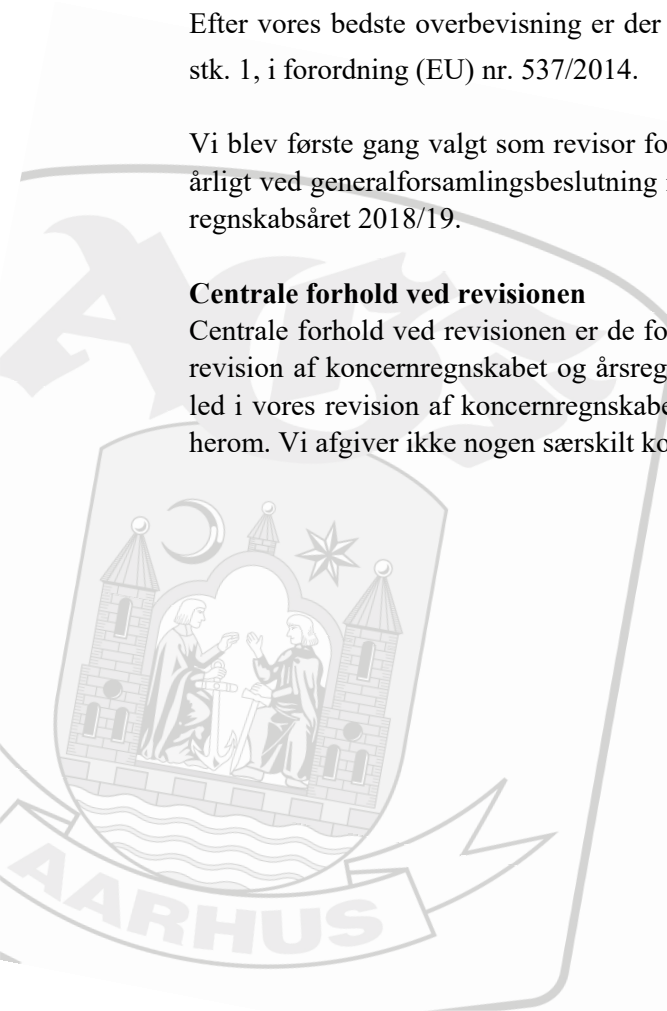 Efter vores bedste overbevisning er der
stk. 1, i forordning (EU) nr. 537/2014.
Vi blev første gang valgt som revisor fo
årligt ved generalforsamlingsbeslutning
regnskabsåret 2018/19.
Centrale forhold ved revisionen
Centrale forhold ved revisionen er de fo
revision af koncernregnskabet og årsreg
led i vores revision af koncernregnskabe
herom. Vi afgiver ikke nogen særskilt ko
AGF
AARHUS